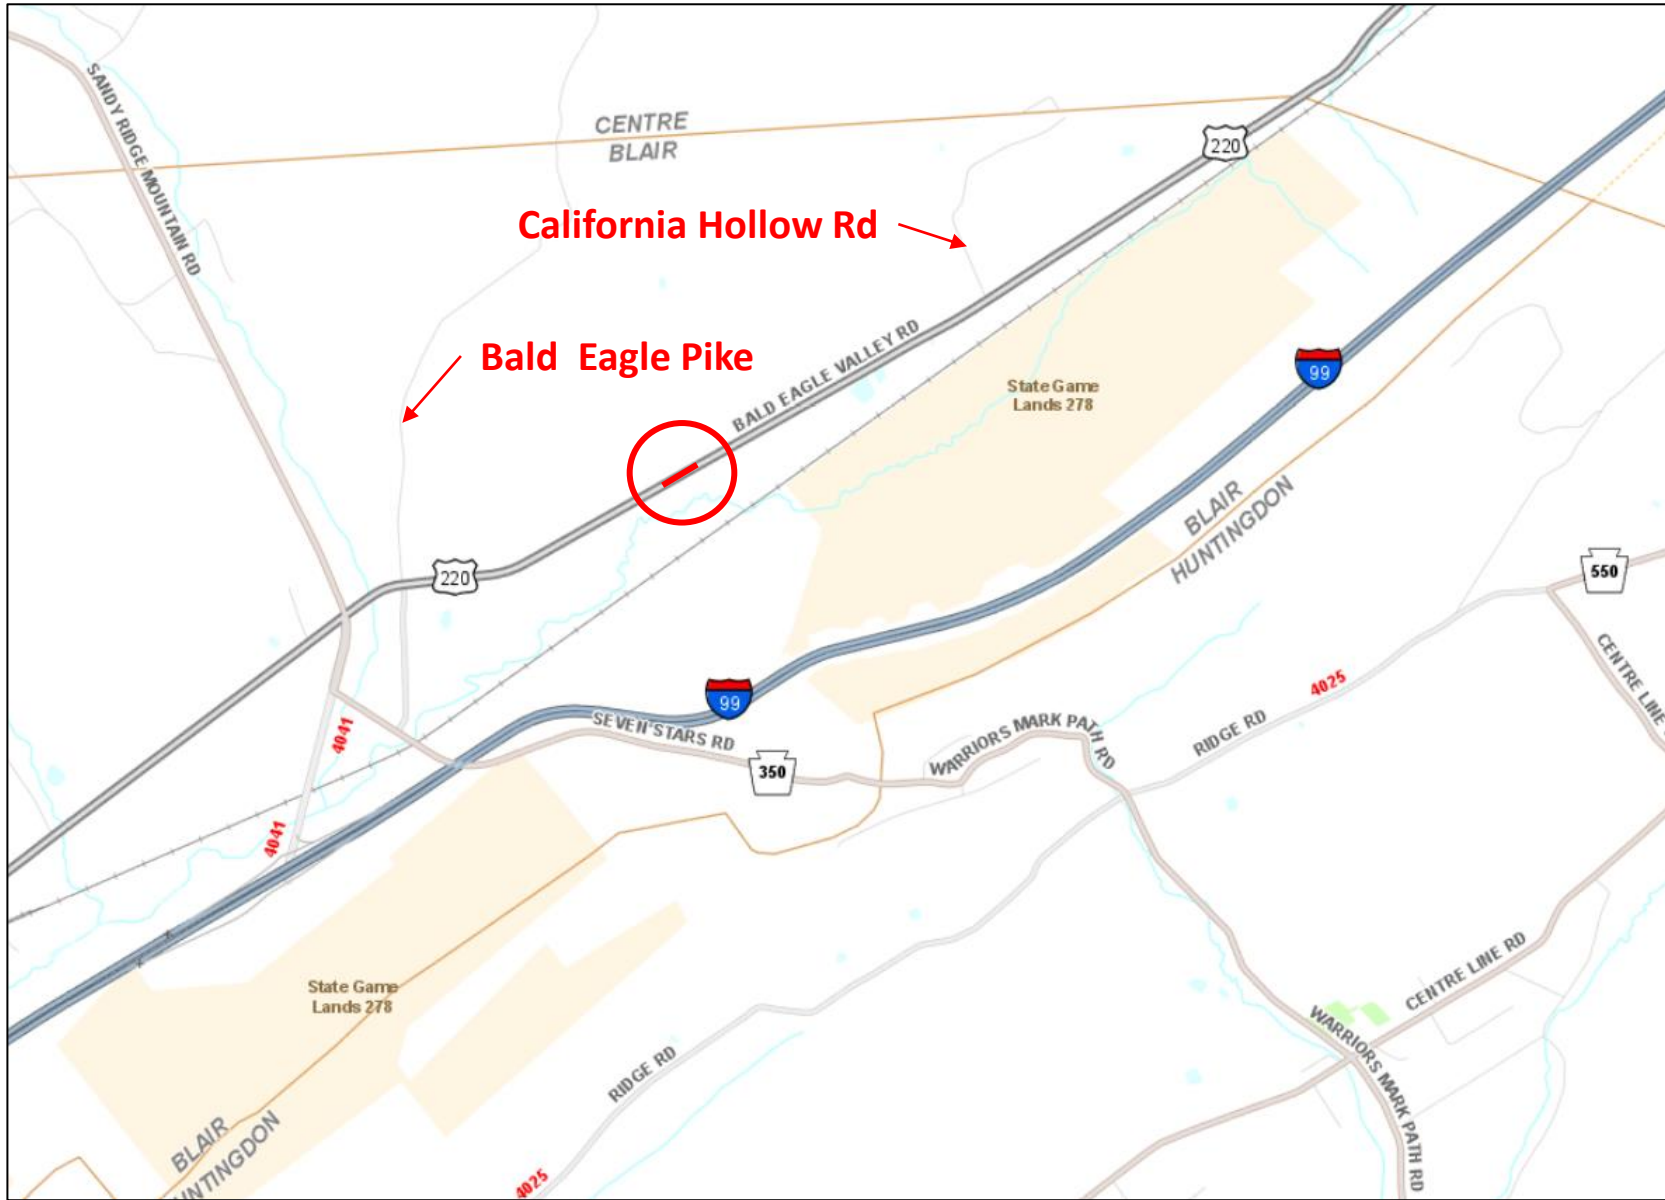 SANDY RIDGE MOUNTAIN RD
CENTRE
BLAIR
220
California Hollow Rd
Bald Eagle Pike
BALD EAGLE VALLEY RD
State Game
Lands 278
99
BLAIR
HUNTINGDON
220
550
CENTRE LINE
4025
99
SEVEN STARS RD
350
WARRIORS MARK PATH RD
RIDGE RD
4041
4041
State Game
Lands 278
CENTRE LINE RD
WARRIORS MARK PATH RD
RIDGE RD
BLAIR
HUNTINGDON
4025